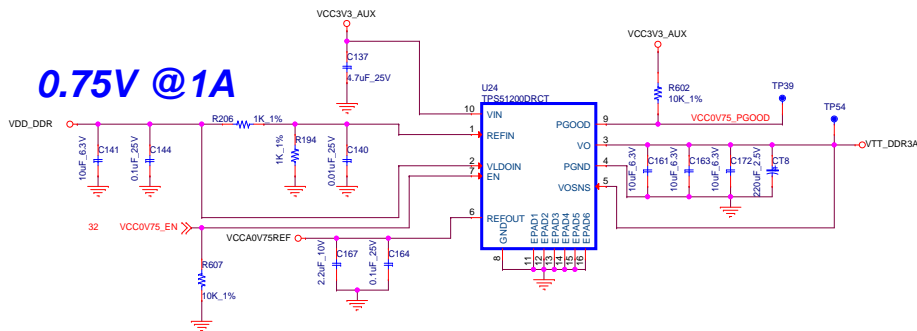 VCC3V3_AUX
VCC3V3_AUX
0.75V @1A
C137
4.7uF_25V
U24
TPS51200DRCT
R602
10K_1%
TP39
TP54
VDD_DDR
R206
1K_1%
10
VIN
PGOOD
9
VCC0V75_PGOOD
1
REFIN
VO
3
VTT_DDR3A
C141
10uF_6.3V
C144
0.1uF_25V
R194
1K_1%
C140
0.01uF_25V
2
VLDOIN
7
EN
PGND
4
VOSNS
5
C161
10uF_6.3V
C163
10uF_6.3V
C172
10uF_6.3V
CT8
220uF_2.5V
32
VCC0V75_EN
VCCA0V75REF
6
REFOUT
GND
EPAD1
EPAD2
EPAD3
EPAD4
EPAD5
EPAD6
8
11
12
13
14
15
16
R607
10K_1%
C167
2.2uF_10V
C164
0.1uF_25V